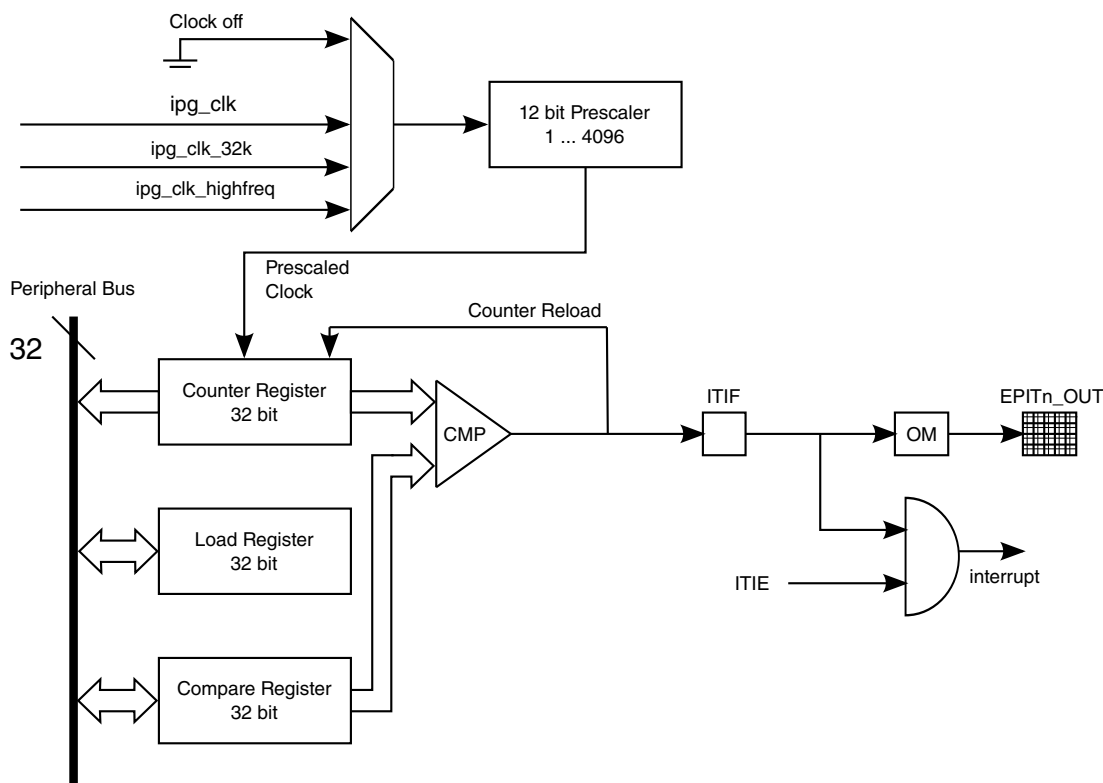 Clock off
ipg_clk
ipg_clk_32k
ipg_clk_highfreq
12 bit Prescaler
1 ... 4096
Prescaled
Clock
Peripheral Bus
32
Counter Reload
Counter Register
32 bit
CMP
ITIF
OM
EPITn_OUT
Load Register
32 bit
ITIE
interrupt
Compare Register
32 bit